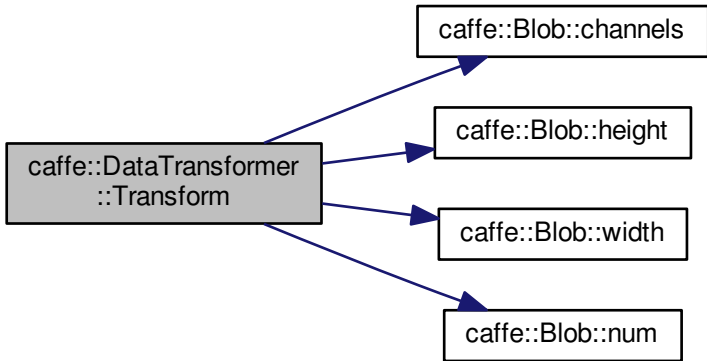 caffe::DataTransformer
::Transform
caffe::Blob::channels
caffe::Blob::height
caffe::Blob::width
caffe::Blob::num